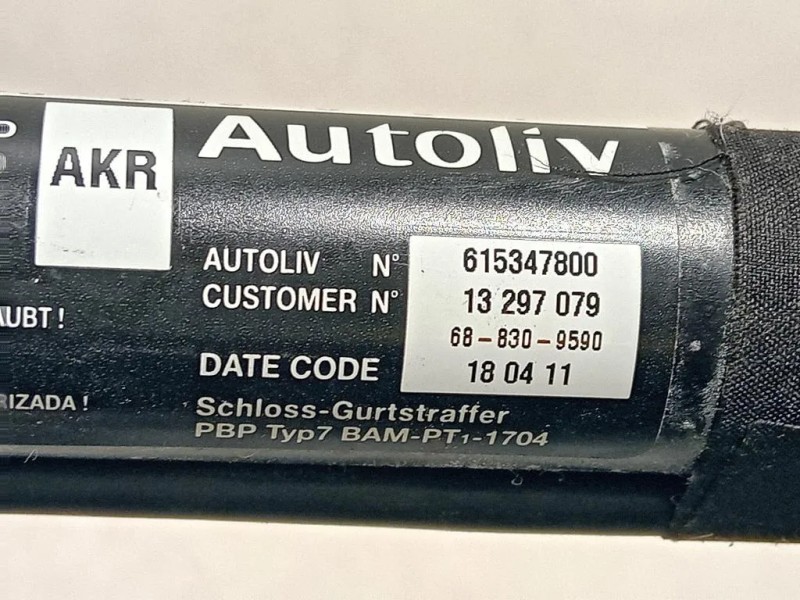 AKR
Autoliv
AUTOLIV N° 615347800
CUSTOMER N° 13 297 079
68-830-9590
DATE CODE 18 04 11
AUBT!
RIZADA!
Schloss-Gurtstraffer
PBP Typ7 BAM-PT1-1704